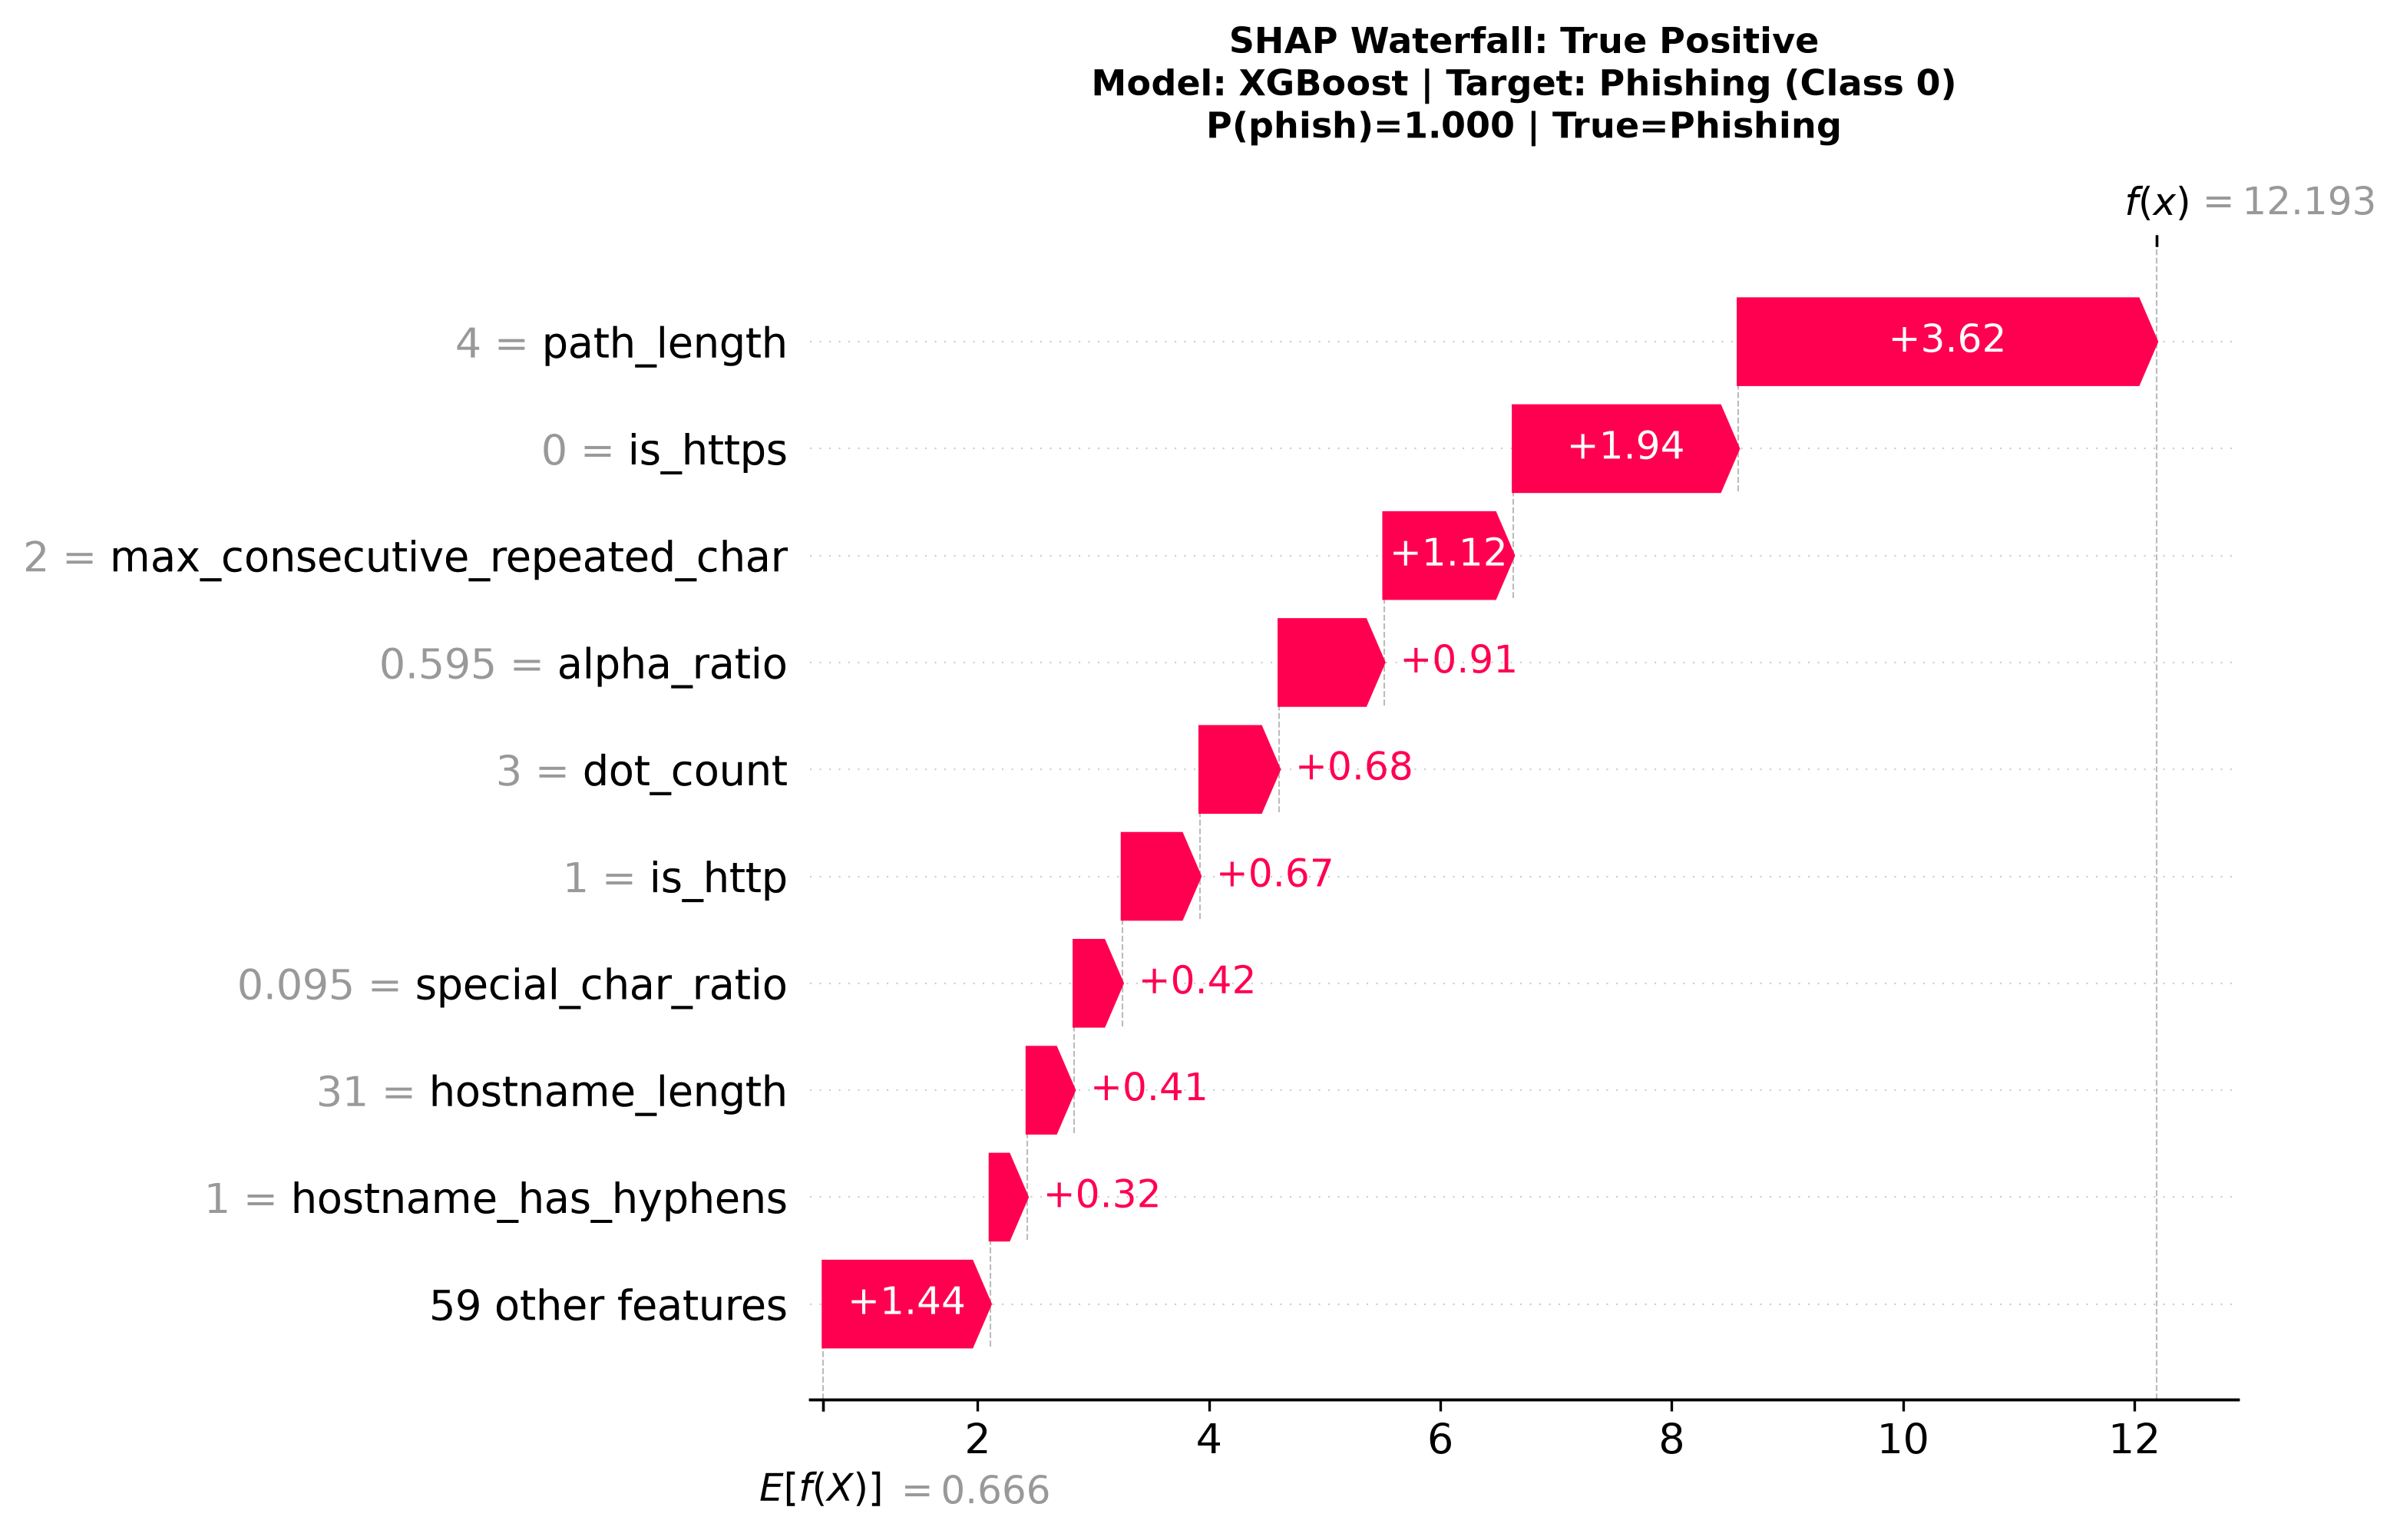 SHAP Waterfall: True Positive
Model: XGBoost | Target: Phishing (Class 0)
P(phish)=1.000 | True=Phishing
f(x) = 12.193
4 = path_length +3.62
0 = is_https +1.94
2 = max_consecutive_repeated_char +1.12
0.595 = alpha_ratio +0.91
3 = dot_count +0.68
1 = is_http +0.67
0.095 = special_char_ratio +0.42
31 = hostname_length +0.41
1 = hostname_has_hyphens +0.32
59 other features +1.44
2 4 6 8 10 12
E[f(X)] = 0.666